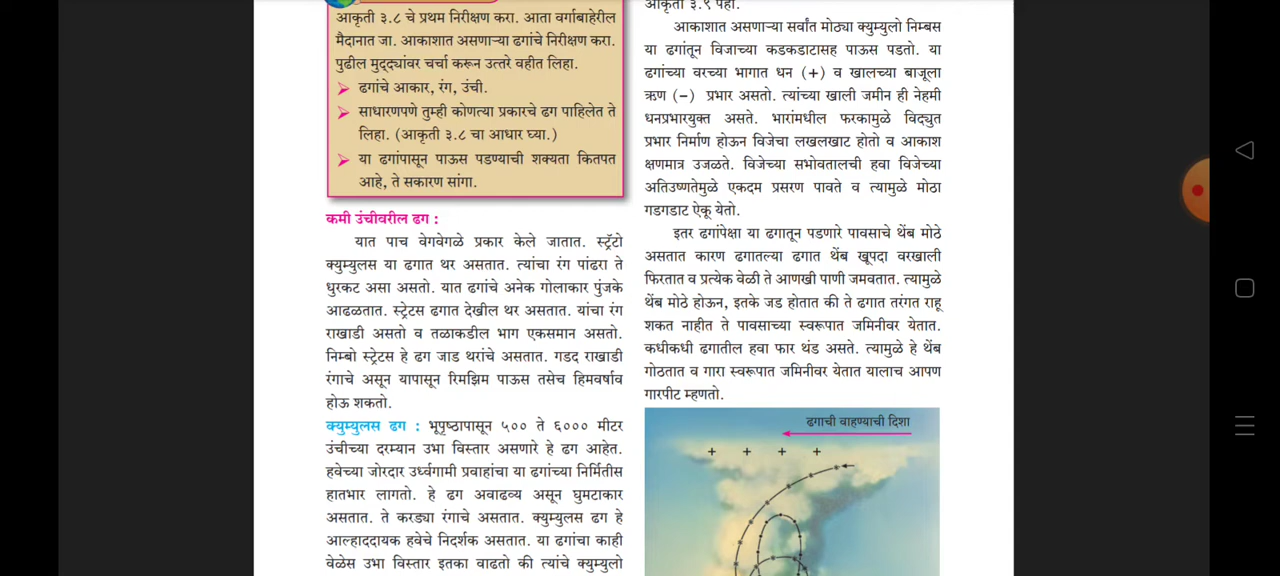 आकृती ३.८ चे प्रथम निरीक्षण करा. आता वर्गाबाहेरील
मैदानात जा. आकाशात असणाऱ्या ढगांचे निरीक्षण करा.
पुढील मुद्द्यांवर चर्चा करून उत्तरे वहीत लिहा.
➢ ढगांचे आकार, रंग, उंची.
➢ साधारणपणे तुम्ही कोणत्या प्रकारचे ढग पाहिलेत ते
लिहा. (आकृती ३.८ चा आधार घ्या.)
➢ या ढगांपासून पाऊस पडण्याची शक्यता कितपत
आहे, ते सकारण सांगा.
कमी उंचीवरील ढग :
यात पाच वेगवेगळे प्रकार केले जातात. स्ट्रॅटो
क्युम्युलस या ढगात थर असतात. त्यांचा रंग पांढरा ते
धुरकट असा असतो. यात ढगांचे अनेक गोलाकार पुंजके
आढळतात. स्ट्रेटस ढगात देखील थर असतात. यांचा रंग
राखाडी असतो व तळाकडील भाग एकसमान असतो.
निम्बो स्ट्रेटस हे ढग जाड थरांचे असतात. गडद राखाडी
रंगाचे असून यापासून रिमझिम पाऊस तसेच हिमवर्षाव
होऊ शकतो.
क्युम्युलस ढग : भूपृष्ठापासून ५०० ते ६००० मीटर
उंचीच्या दरम्यान उभा विस्तार असणारे हे ढग आहेत.
हवेच्या जोरदार उर्ध्वगामी प्रवाहांचा या ढगांच्या निर्मितीस
हातभार लागतो. हे ढग अवाढव्य असून घुमटाकार
असतात. ते करड्या रंगाचे असतात. क्युम्युलस ढग हे
आल्हाददायक हवेचे निदर्शक असतात. या ढगांचा काही
वेळेस उभा विस्तार इतका वाढतो की त्यांचे क्युम्युलो
आकृती ३.९ पहा.
आकाशात असणाऱ्या सर्वांत मोठ्या क्युम्युलो निम्बस
या ढगांतून विजाच्या कडकडाटासह पाऊस पडतो. या
ढगांच्या वरच्या भागात धन (+) व खालच्या बाजूला
ऋण (−) प्रभार असतो. त्यांच्या खाली जमीन ही नेहमी
धनप्रभारयुक्त असते. भारांमधील फरकामुळे विद्युत
प्रभार निर्माण होऊन विजेचा लखलखाट होतो व आकाश
क्षणमात्र उजळते. विजेच्या सभोवतालची हवा विजेच्या
अतिउष्णतेमुळे एकदम प्रसरण पावते व त्यामुळे मोठा
गडगडाट ऐकू येतो.
इतर ढगांपेक्षा या ढगातून पडणारे पावसाचे थेंब मोठे
असतात कारण ढगातल्या ढगात थेंब खूपदा वरखाली
फिरतात व प्रत्येक वेळी ते आणखी पाणी जमवतात. त्यामुळे
थेंब मोठे होऊन, इतके जड होतात की ते ढगात तरंगत राहू
शकत नाहीत ते पावसाच्या स्वरूपात जमिनीवर येतात.
कधीकधी ढगातील हवा फार थंड असते. त्यामुळे हे थेंब
गोठतात व गारा स्वरूपात जमिनीवर येतात यालाच आपण
गारपीट म्हणतो.
ढगाची वाहण्याची दिशा
+ + + +